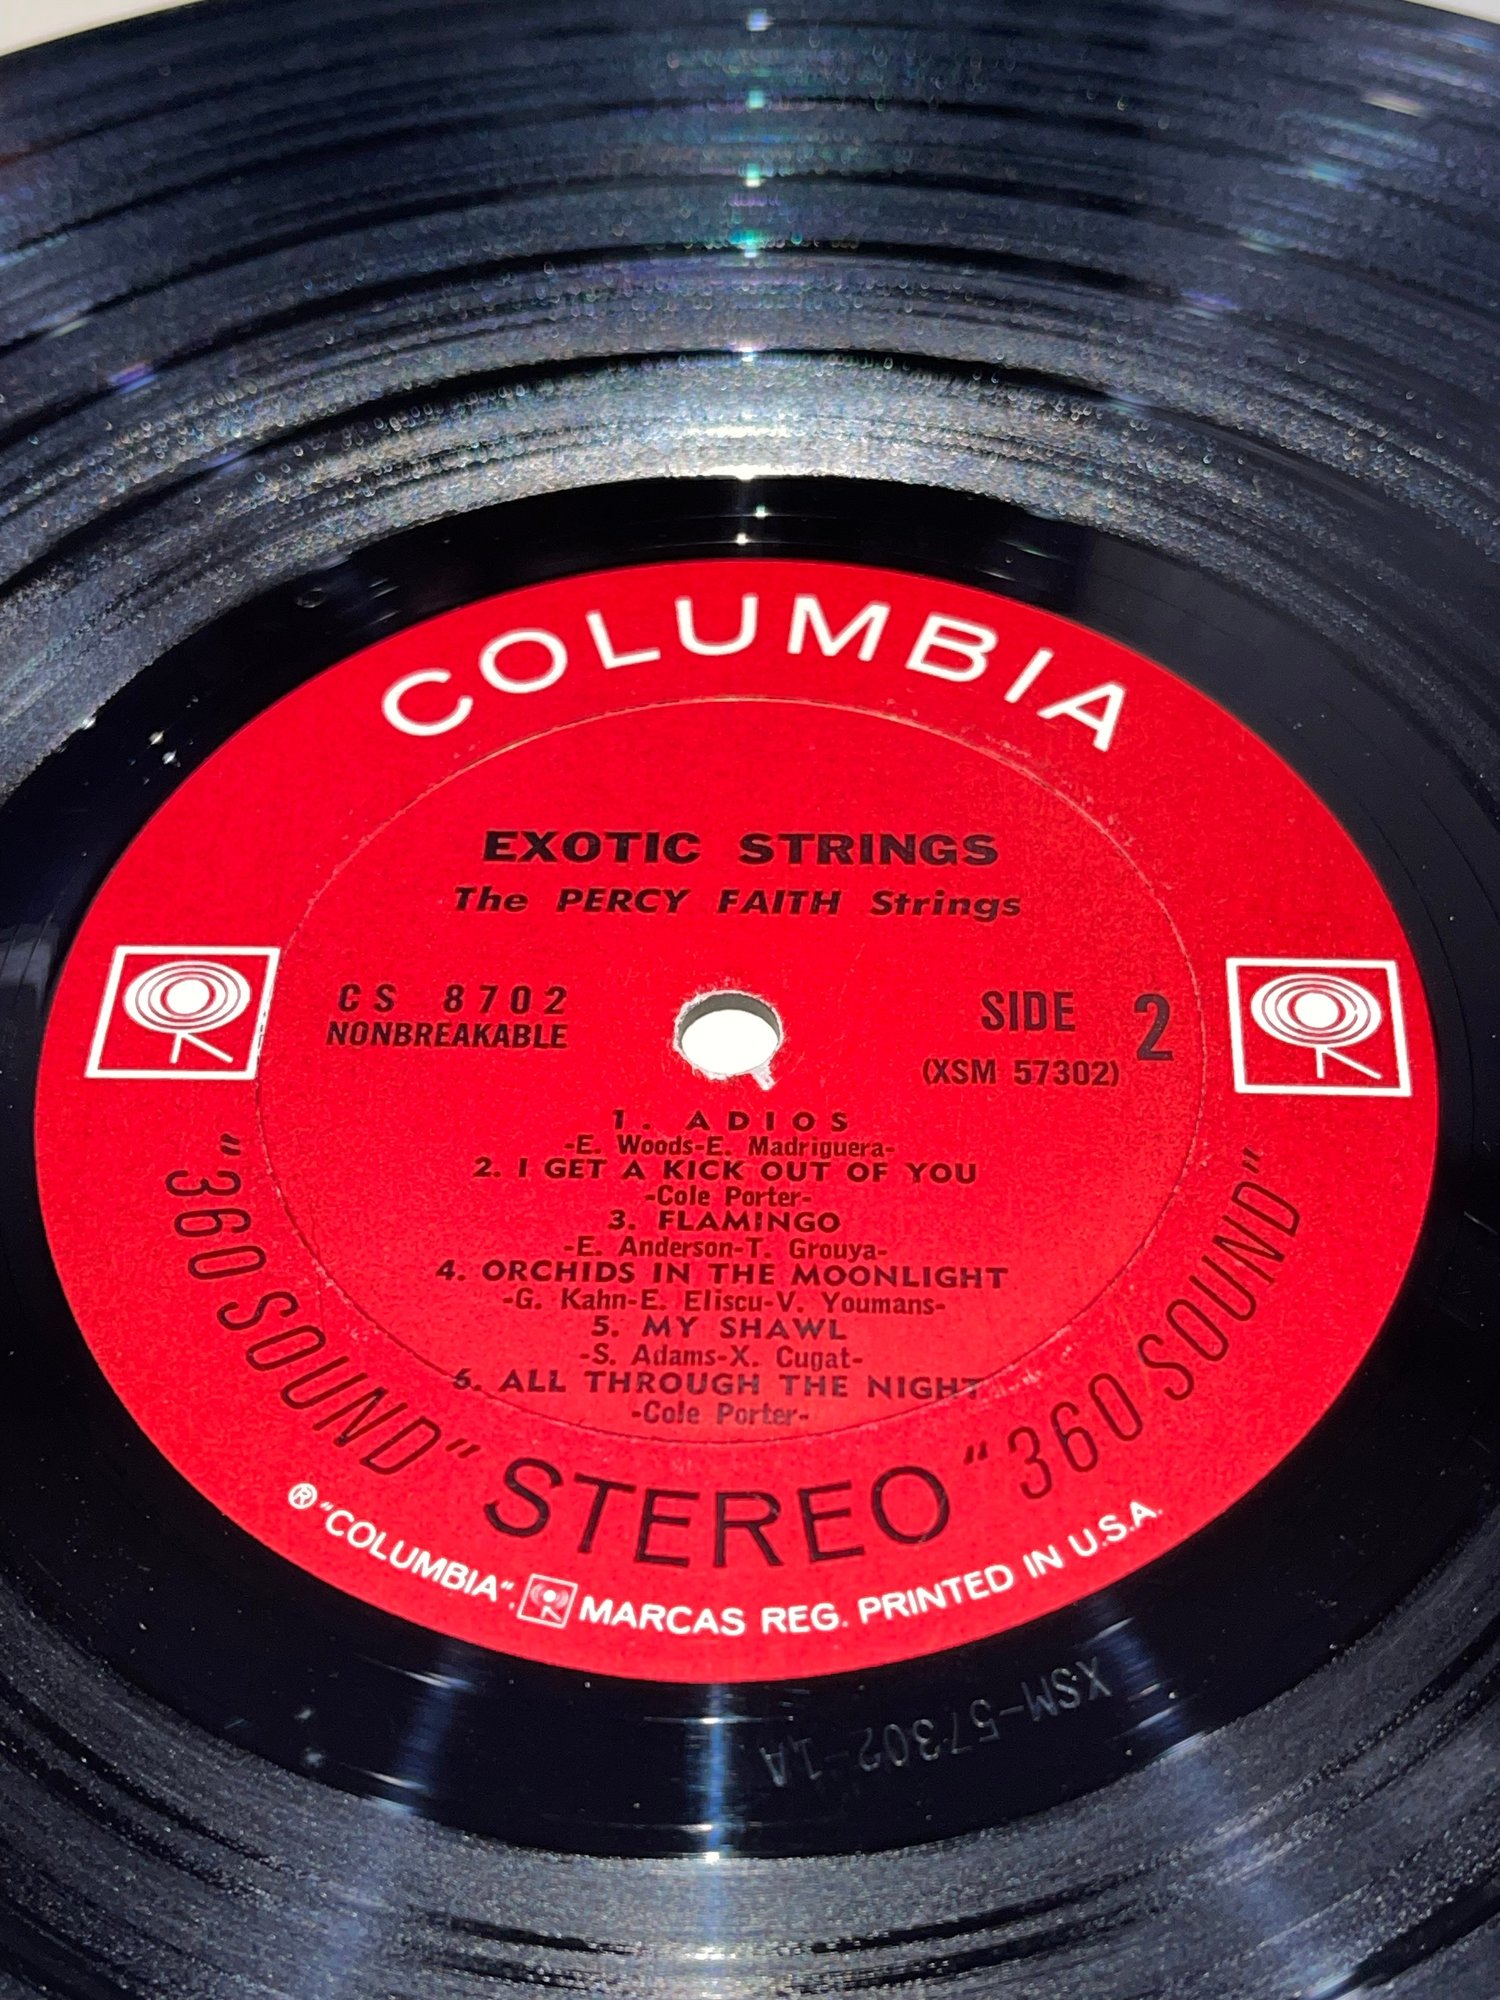 COLUMBIA
EXOTIC STRINGS
The PERCY FAITH Strings
CS 8702
NONBREAKABLE
SIDE 2
(XSM 57302)
1. ADIOS
-E. Woods-E. Madriguera-
2. I GET A KICK OUT OF YOU
-Cole Porter-
3. FLAMINGO
-E. Anderson-T. Grouya-
4. ORCHIDS IN THE MOONLIGHT
-G. Kahn-E. Eliscu-V. Youmans-
5. MY SHAWL
-S. Adams-X. Cugat-
6. ALL THROUGH THE NIGHT
-Cole Porter-
"360 SOUND" STEREO "360 SOUND"
® "COLUMBIA", MARCAS REG. PRINTED IN U.S.A.
XSM-57302-1A